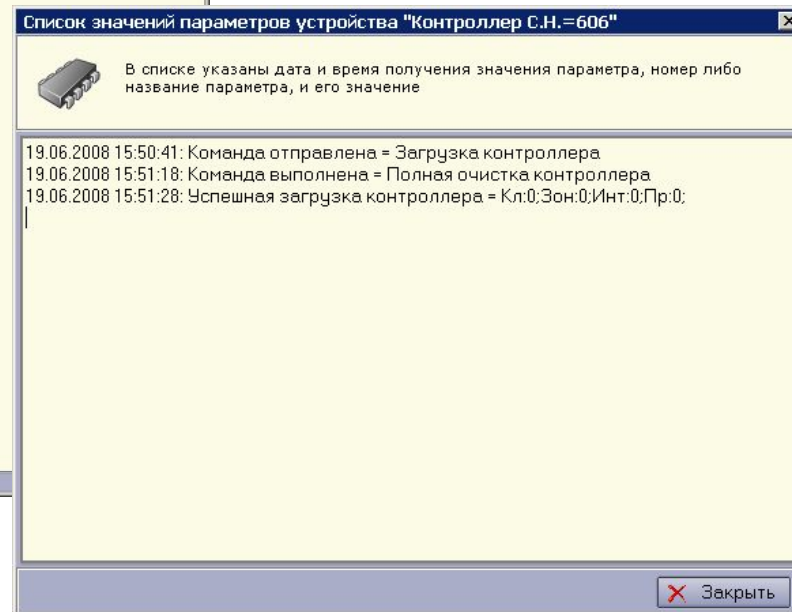 Список значений параметров устройства "Контроллер С.Н.=606"
В списке указаны дата и время получения значения параметра, номер либо
название параметра, и его значение
19.06.2008 15:50:41: Команда отправлена = Загрузка контроллера
19.06.2008 15:51:18: Команда выполнена = Полная очистка контроллера
19.06.2008 15:51:28: Успешная загрузка контроллера = Кл:0;Зон:0;Инт:0;Пр:0;
Закрыть